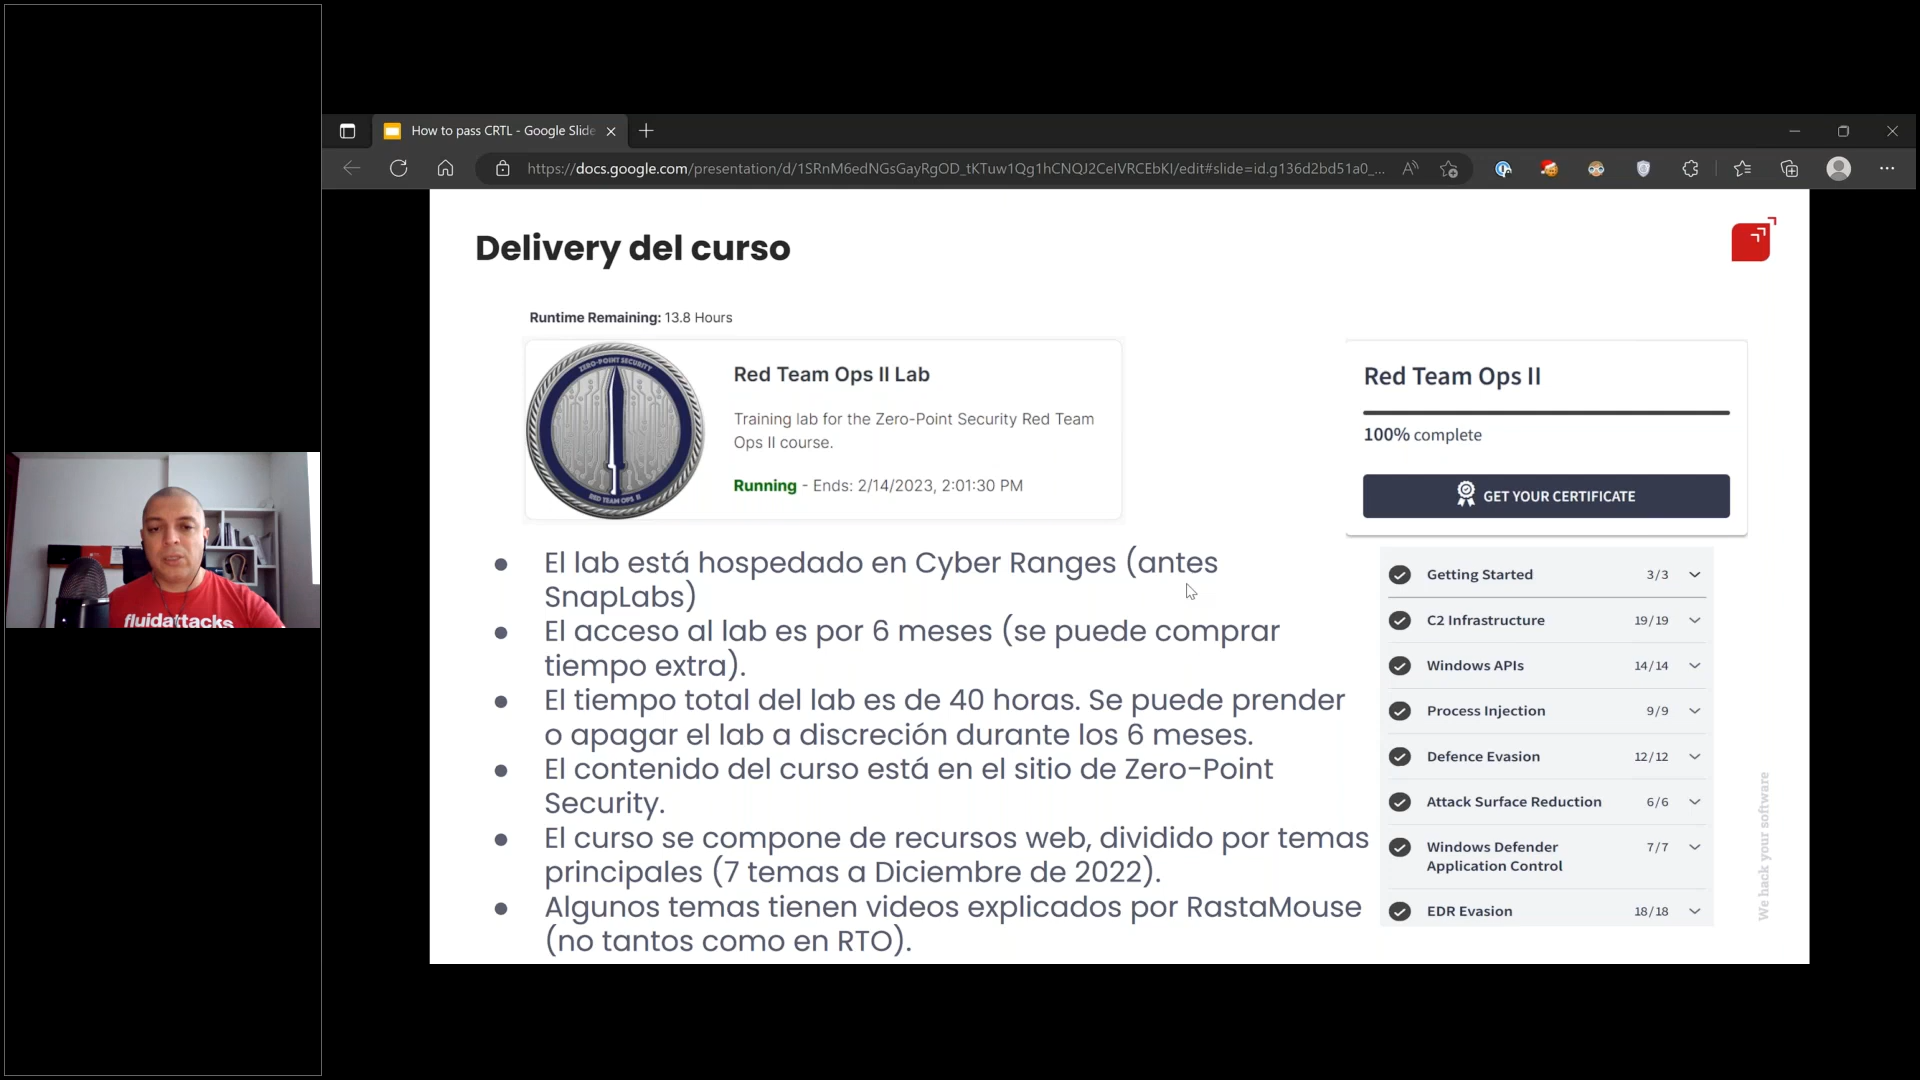 How to pass CRTL - Google Slide
https://docs.google.com/presentation/d/1SRnM6edNGsGayRgOD_tKTuw1Qg1hCNQJ2CeIVRCEbKI/edit#slide=id.g136d2bd51a0_...
Delivery del curso
Runtime Remaining: 13.8 Hours
ZERO-POINT SECURITY
RED TEAM OPS II
Red Team Ops II Lab
Training lab for the Zero-Point Security Red Team
Ops II course.
Running - Ends: 2/14/2023, 2:01:30 PM
Red Team Ops II
100% complete
GET YOUR CERTIFICATE
● El lab está hospedado en Cyber Ranges (antes
SnapLabs)
● El acceso al lab es por 6 meses (se puede comprar
tiempo extra).
● El tiempo total del lab es de 40 horas. Se puede prender
o apagar el lab a discreción durante los 6 meses.
● El contenido del curso está en el sitio de Zero-Point
Security.
● El curso se compone de recursos web, dividido por temas
principales (7 temas a Diciembre de 2022).
● Algunos temas tienen videos explicados por RastaMouse
(no tantos como en RTO).
Getting Started 3/3
C2 Infrastructure 19/19
Windows APIs 14/14
Process Injection 9/9
Defence Evasion 12/12
Attack Surface Reduction 6/6
Windows Defender 7/7
Application Control
EDR Evasion 18/18
We hack your software
fluidattacks